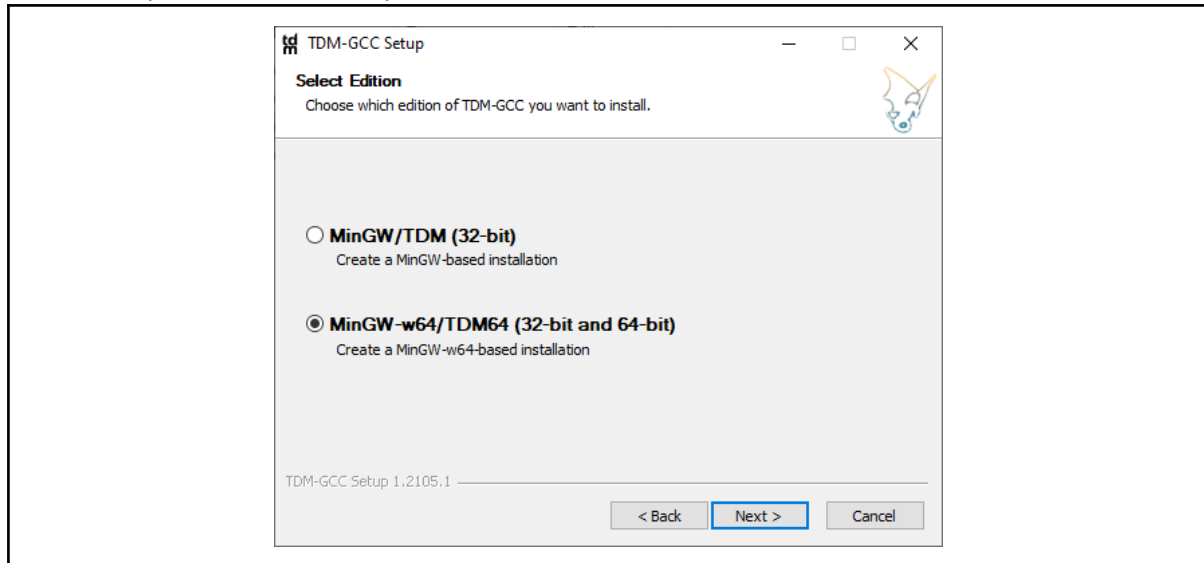 tdm TDM-GCC Setup
Select Edition
Choose which edition of TDM-GCC you want to install.
MinGW/TDM (32-bit)
Create a MinGW-based installation
MinGW-w64/TDM64 (32-bit and 64-bit)
Create a MinGW-w64-based installation
TDM-GCC Setup 1.2105.1
< Back Next > Cancel